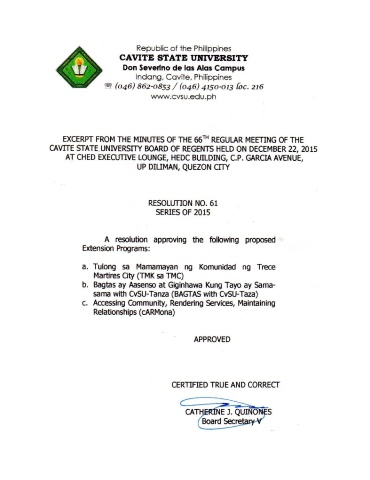 Republic of the Philippines
CAVITE STATE UNIVERSITY
Don Severino de las Alas Campus
Indang, Cavite, Philippines
☏ (046) 862-0853 / (046) 4150-013 loc. 216
www.cvsu.edu.ph
EXCERPT FROM THE MINUTES OF THE 66TH REGULAR MEETING OF THE
CAVITE STATE UNIVERSITY BOARD OF REGENTS HELD ON DECEMBER 22, 2015
AT CHED EXECUTIVE LOUNGE, HEDC BUILDING, C.P. GARCIA AVENUE,
UP DILIMAN, QUEZON CITY
RESOLUTION NO. 61
SERIES OF 2015
A resolution approving the following proposed
Extension Programs:
a. Tulong sa Mamamayan ng Komunidad ng Trece
Martires City (TMK sa TMC)
b. Bagtas ay Aasenso at Giginhawa Kung Tayo ay Sama-
sama with CvSU-Tanza (BAGTAS with CvSU-Taza)
c. Accessing Community, Rendering Services, Maintaining
Relationships (cARMona)
APPROVED
CERTIFIED TRUE AND CORRECT
CATHERINE J. QUIÑONES
Board Secretary V